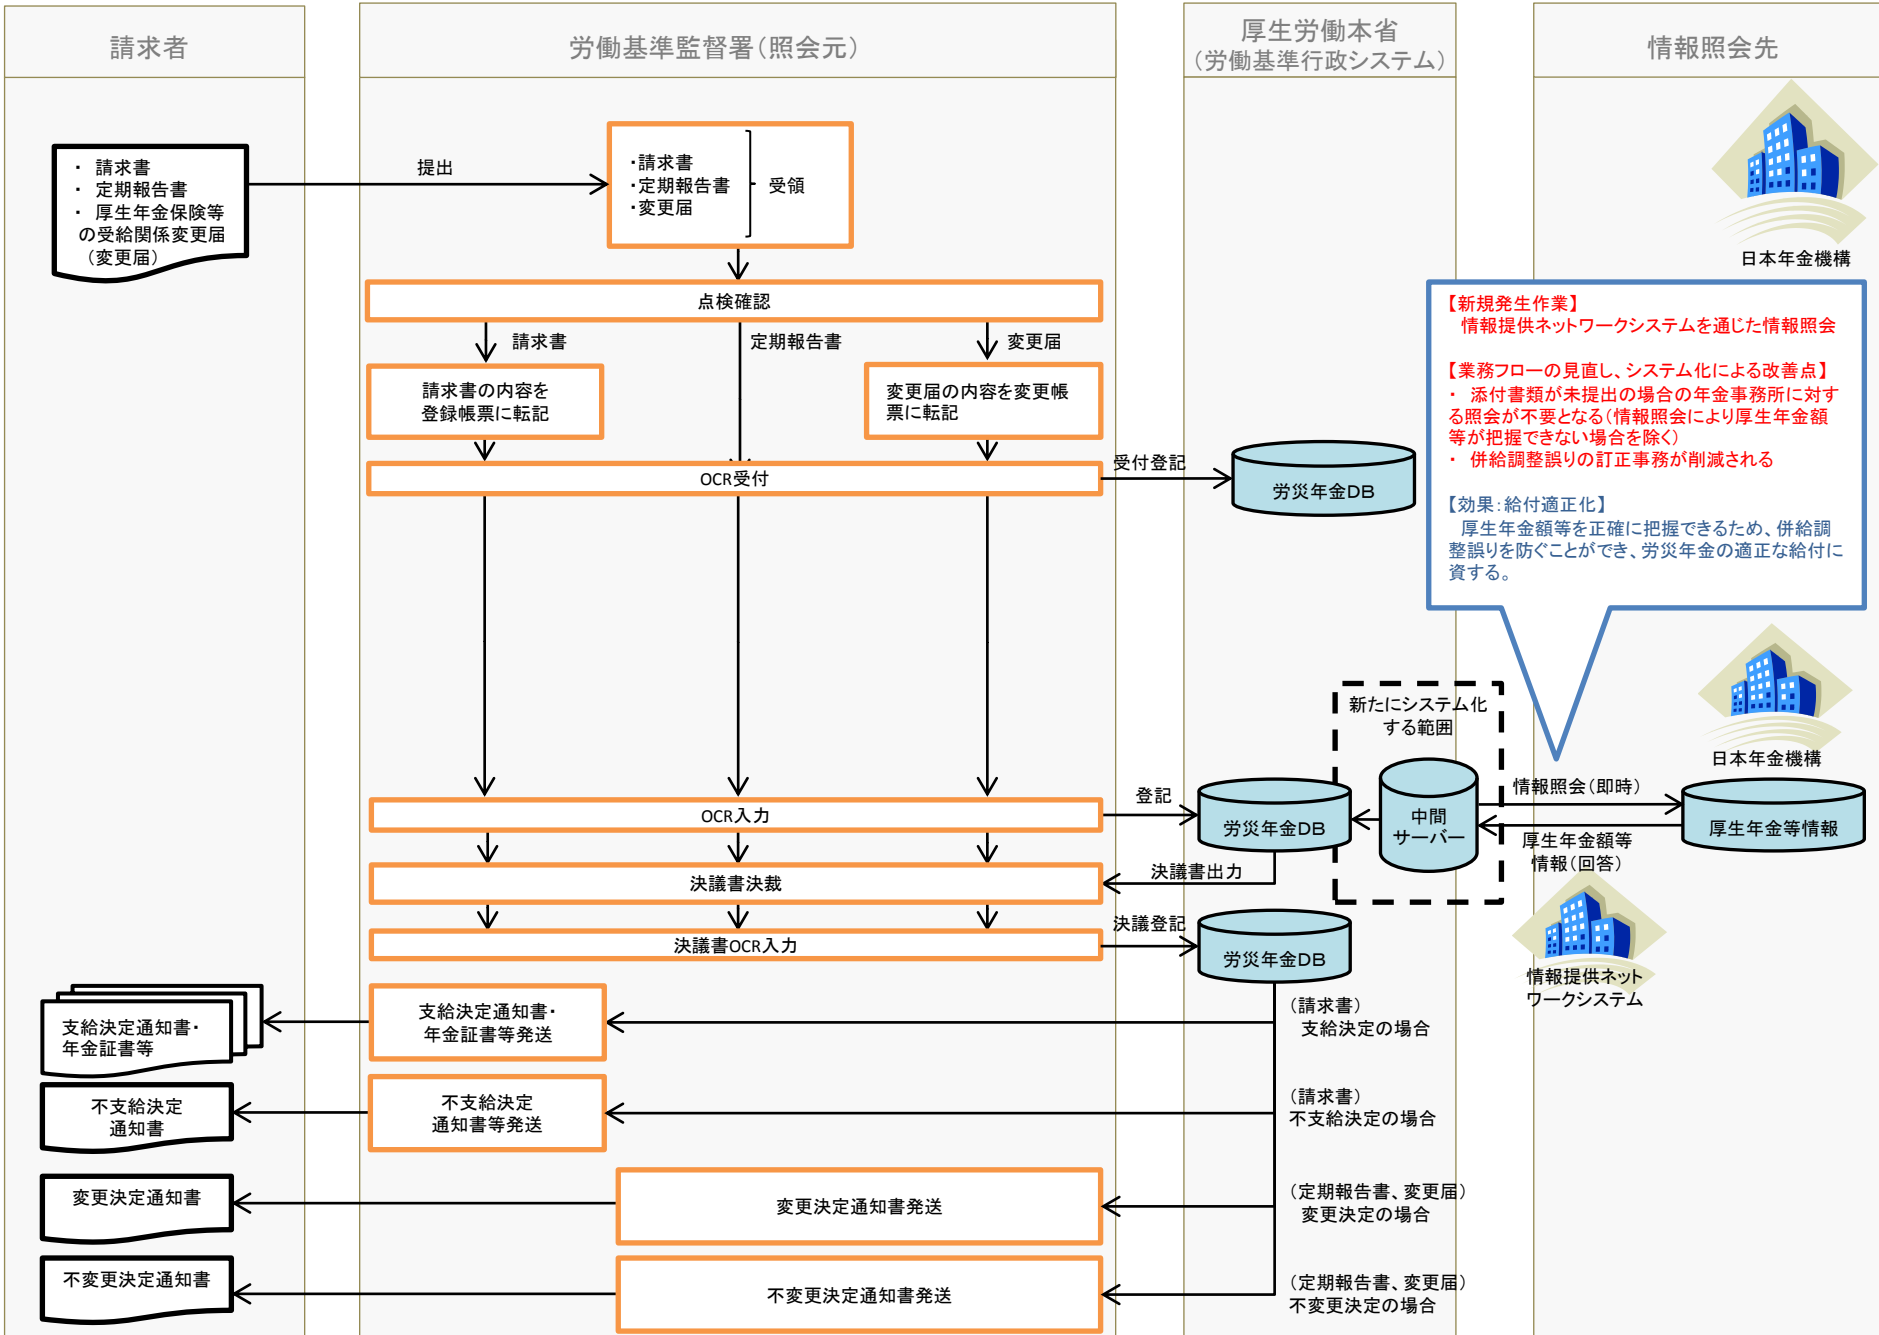 請求者
労働基準監督署（照会元）
厚生労働本省
（労働基準行政システム）
情報照会先
・ 請求書
・ 定期報告書
・ 厚生年金保険等
の受給関係変更届
（変更届）
提出
・請求書
・定期報告書
・変更届
受領
日本年金機構
点検確認
請求書
定期報告書
変更届
請求書の内容を
登録帳票に転記
変更届の内容を変更帳
票に転記
OCR受付
受付登記
労災年金DB
【新規発生作業】
情報提供ネットワークシステムを通じた情報照会
【業務フローの見直し、システム化による改善点】
・ 添付書類が未提出の場合の年金事務所に対す
る照会が不要となる（情報照会により厚生年金額
等が把握できない場合を除く）
・ 併給調整誤りの訂正事務が削減される
【効果：給付適正化】
厚生年金額等を正確に把握できるため、併給調
整誤りを防ぐことができ、労災年金の適正な給付に
資する。
新たにシステム化
する範囲
日本年金機構
OCR入力
登記
労災年金DB
中間
サーバー
情報照会（即時）
厚生年金額等
情報（回答）
厚生年金等情報
決議書決裁
決議書出力
決議書OCR入力
決議登記
労災年金DB
情報提供ネット
ワークシステム
支給決定通知書・
年金証書等
支給決定通知書・
年金証書等発送
（請求書）
支給決定の場合
不支給決定
通知書
不支給決定
通知書等発送
（請求書）
不支給決定の場合
変更決定通知書
変更決定通知書発送
（定期報告書、変更届）
変更決定の場合
不変更決定通知書
不変更決定通知書発送
（定期報告書、変更届）
不変更決定の場合